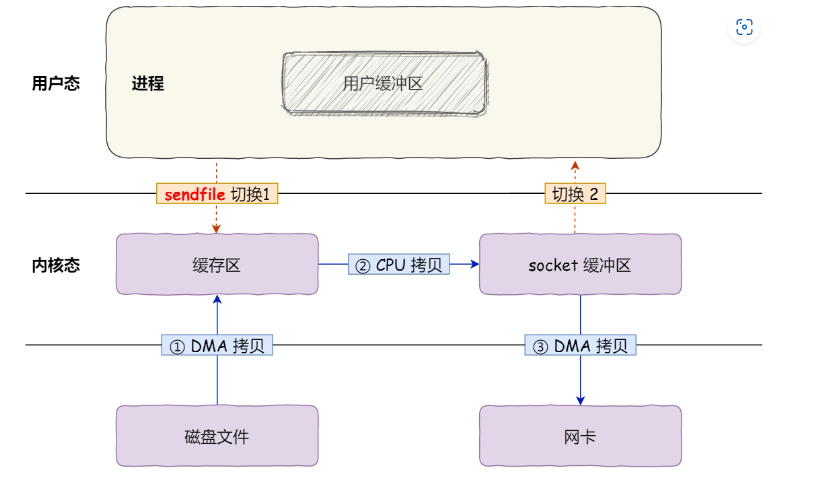 用户态
进程
用户缓冲区
sendfile 切换1
切换 2
内核态
缓存区
② CPU 拷贝
socket 缓冲区
① DMA 拷贝
③ DMA 拷贝
磁盘文件
网卡